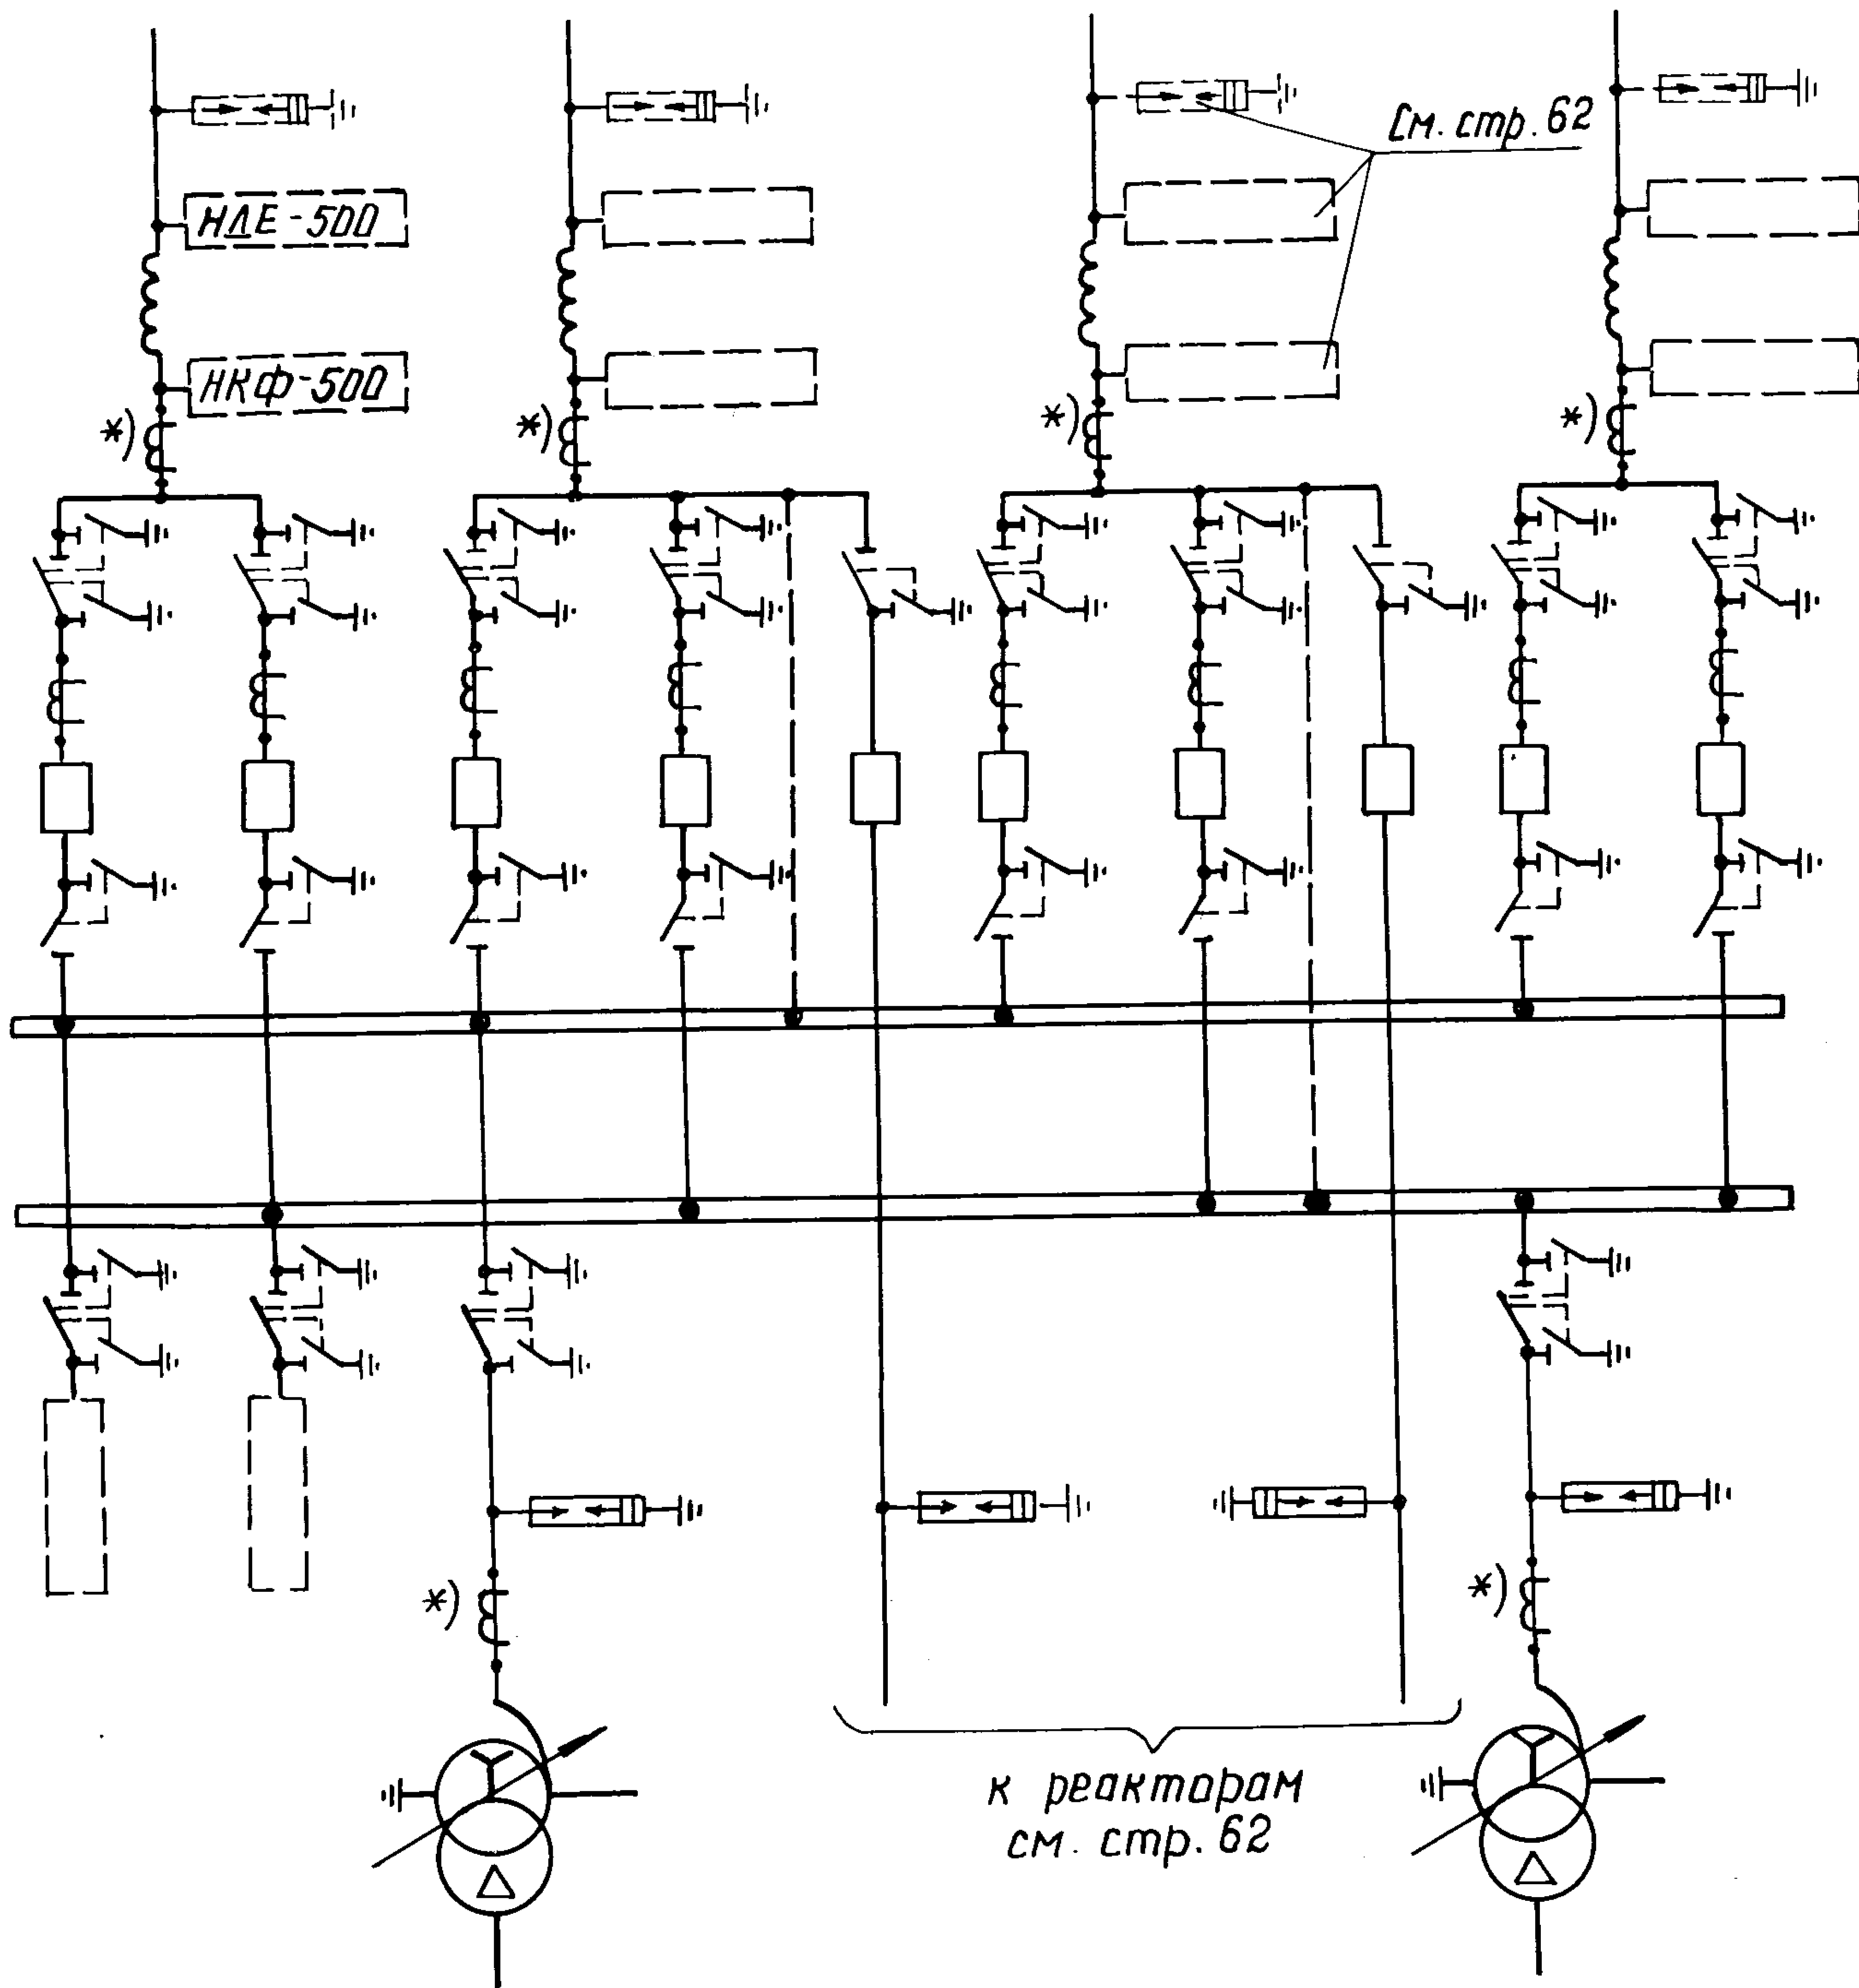 См. стр. 62
НДЕ-500
НКФ-500
*)
*)
*)
*)
*)
*)
к реакторам
см. стр. 62